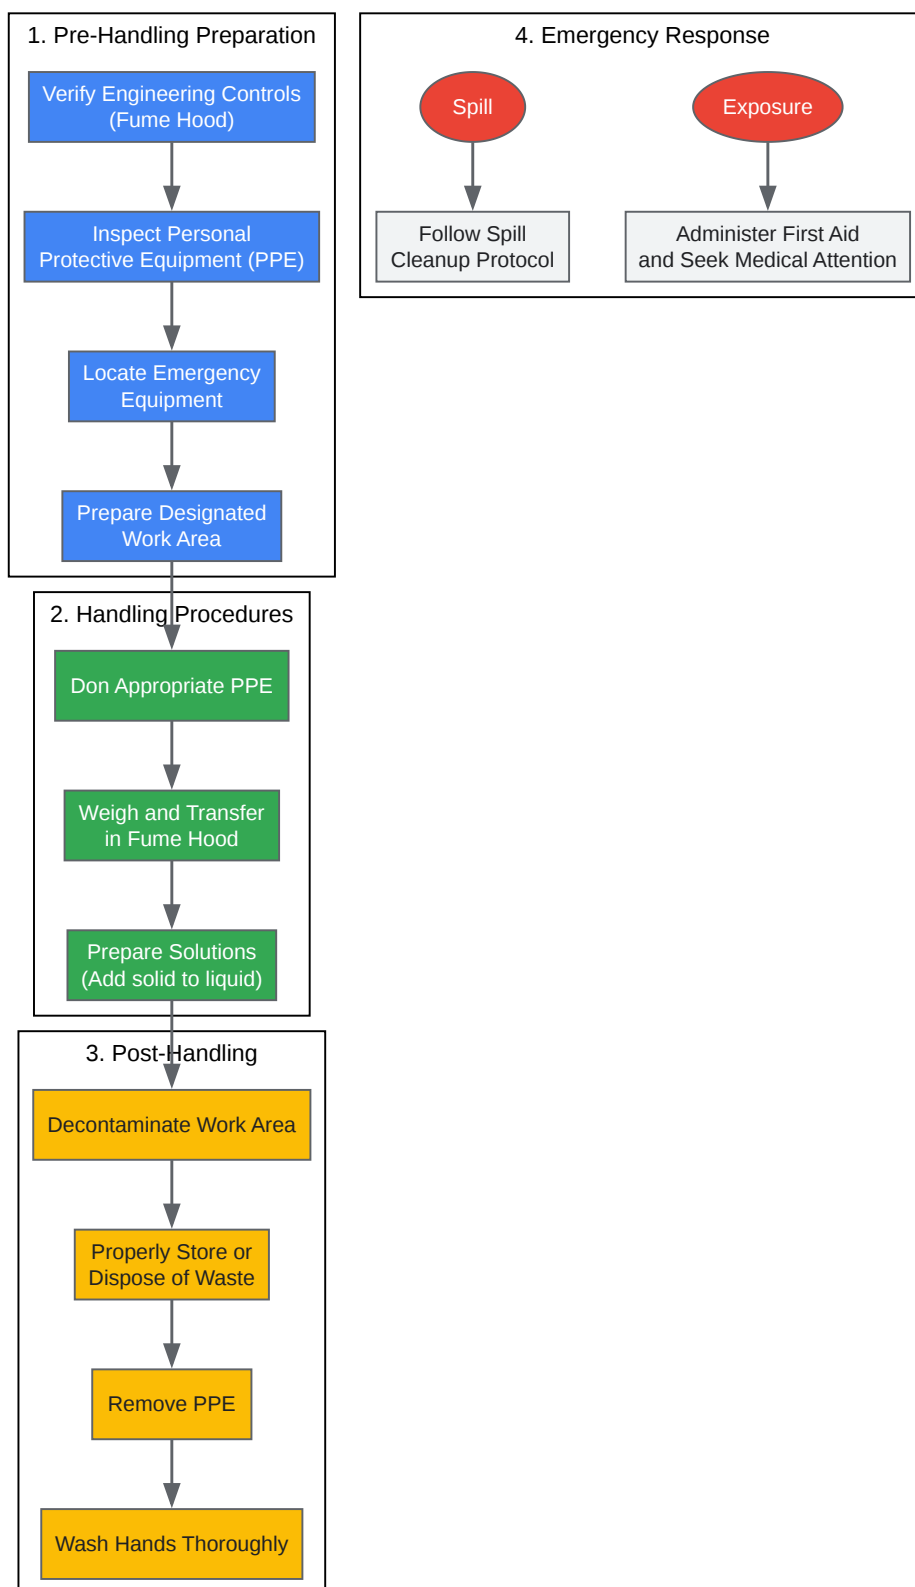 1. Pre-Handling Preparation
Verify Engineering Controls
(Fume Hood)
Inspect Personal
Protective Equipment (PPE)
Locate Emergency
Equipment
Prepare Designated
Work Area
2. Handling Procedures
Don Appropriate PPE
Weigh and Transfer
in Fume Hood
Prepare Solutions
(Add solid to liquid)
3. Post-Handling
Decontaminate Work Area
Properly Store or
Dispose of Waste
Remove PPE
Wash Hands Thoroughly
4. Emergency Response
Spill
Follow Spill
Cleanup Protocol
Exposure
Administer First Aid
and Seek Medical Attention